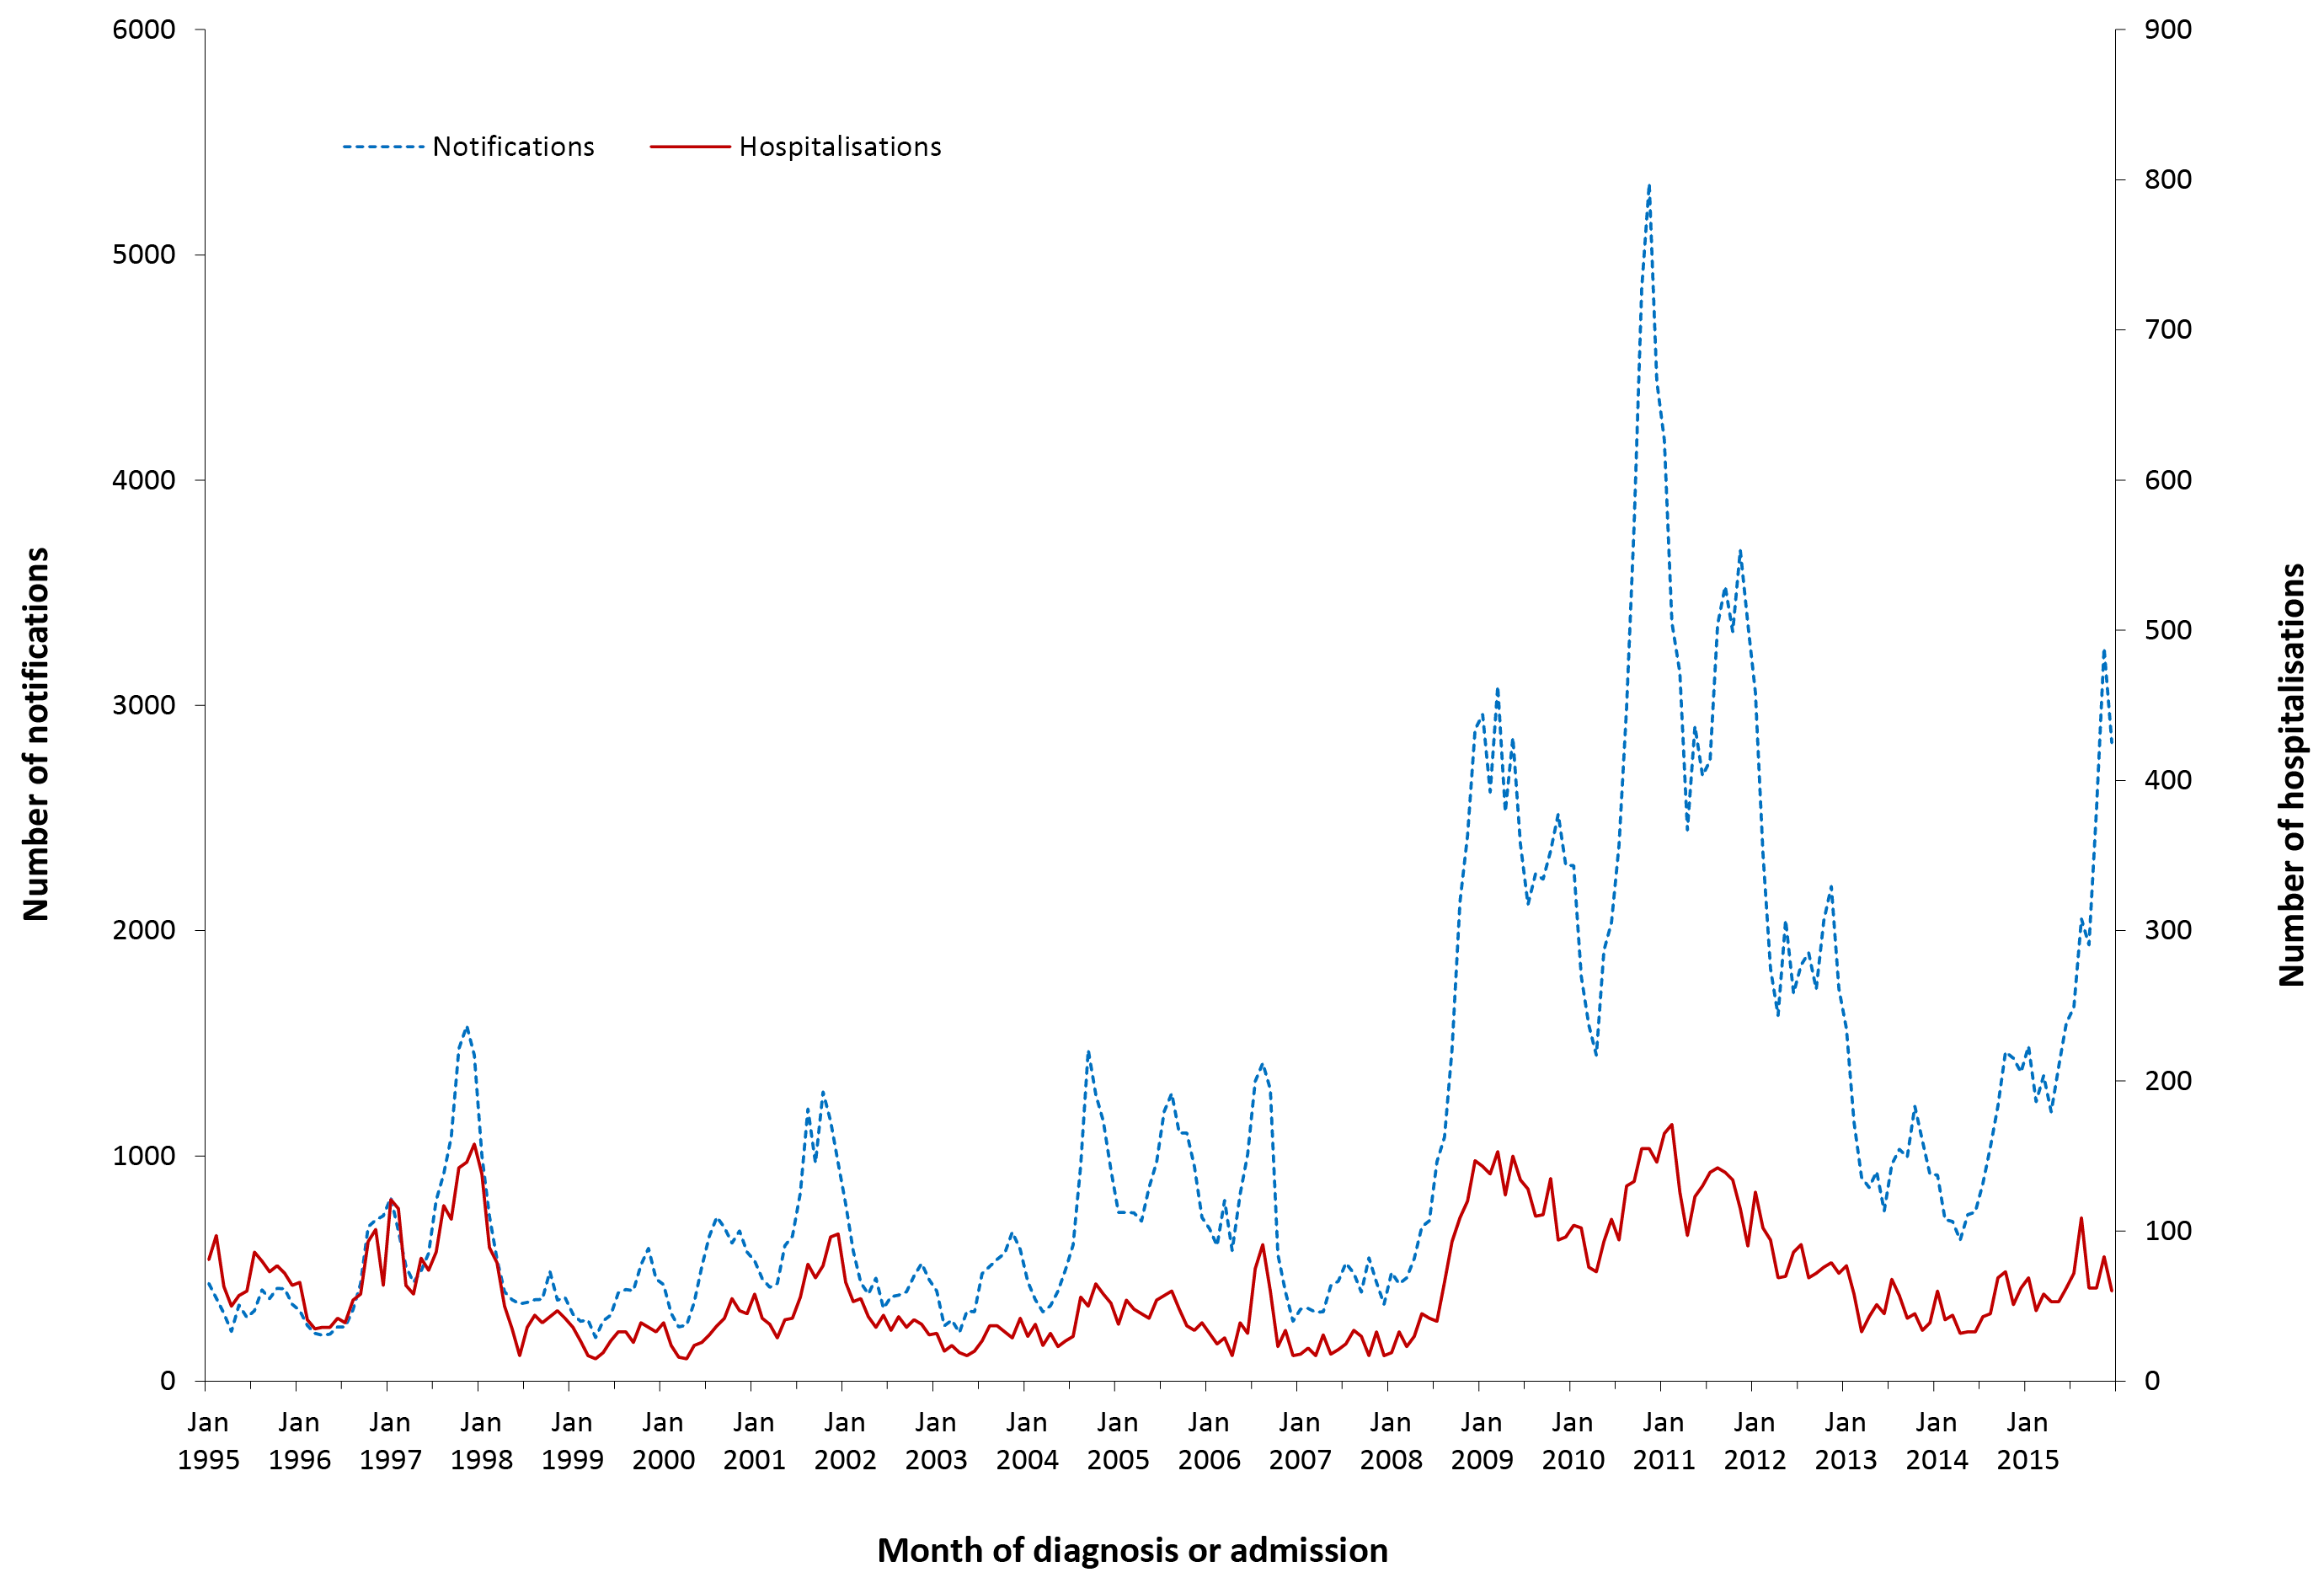 6000
5000
4000
3000
2000
1000
0
Number of notifications
Notifications
Hospitalisations
900
800
700
600
500
400
300
200
100
0
Number of hospitalisations
Jan Jan Jan Jan Jan Jan Jan Jan Jan Jan Jan Jan Jan Jan Jan Jan Jan Jan Jan Jan Jan
1995 1996 1997 1998 1999 2000 2001 2002 2003 2004 2005 2006 2007 2008 2009 2010 2011 2012 2013 2014 2015
Month of diagnosis or admission